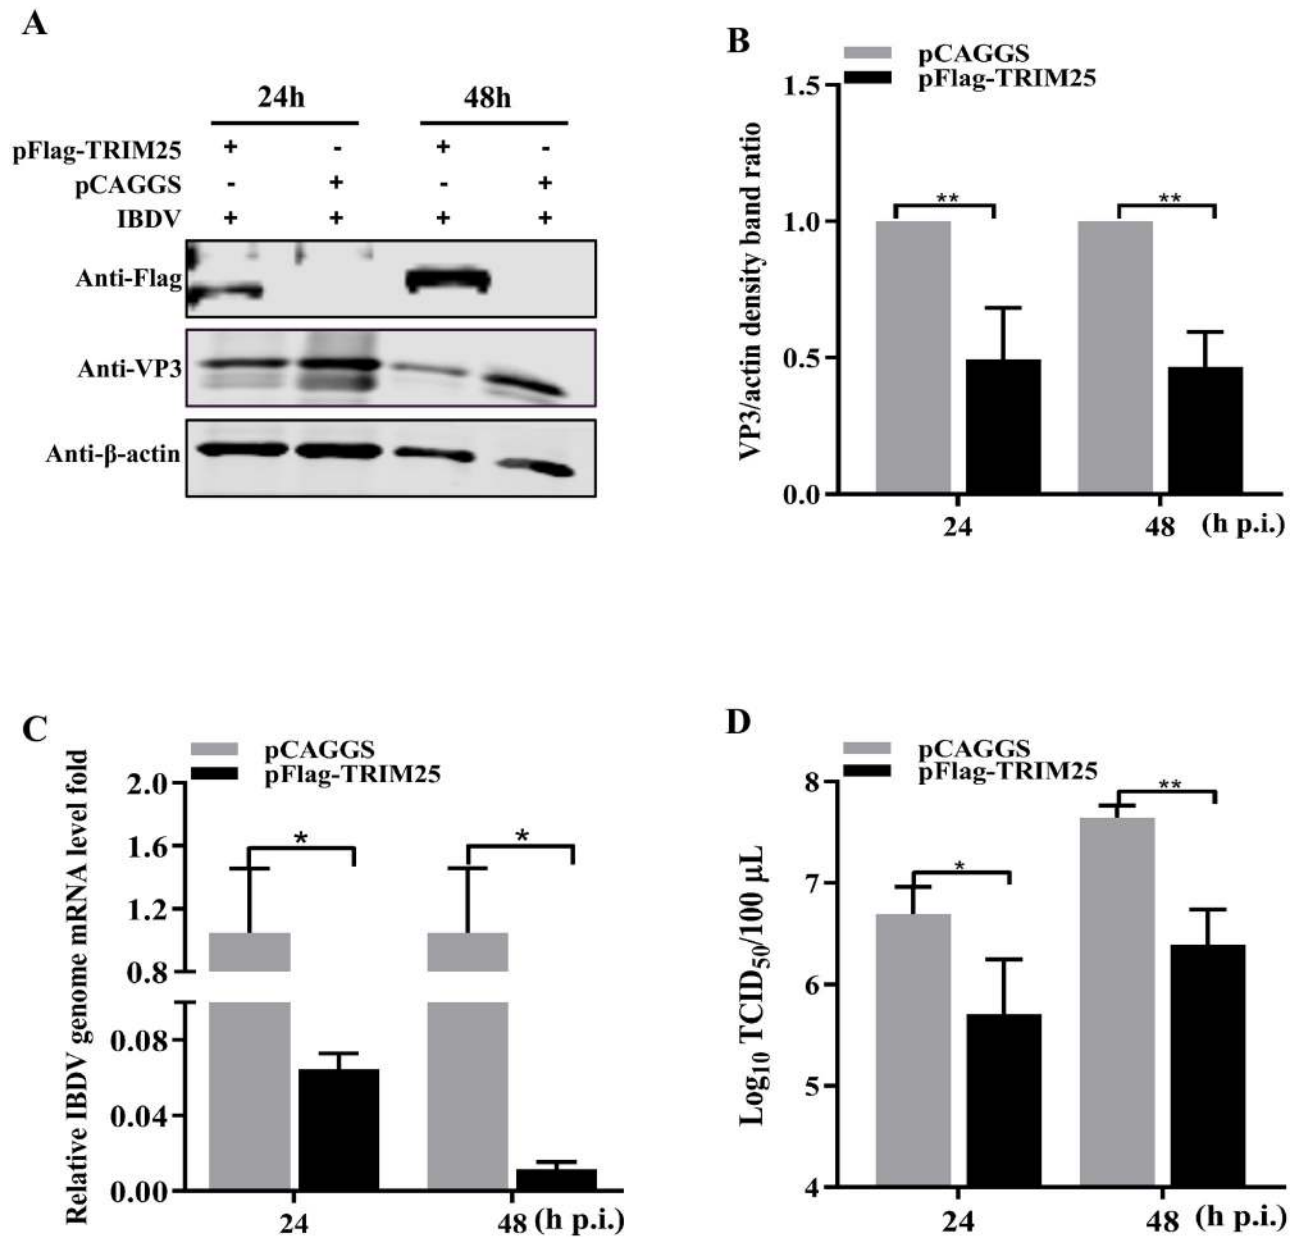 A
24h 48h
pFlag-TRIM25 + - + -
pCAGGS - + - +
IBDV + + + +
Anti-Flag
Anti-VP3
Anti-β-actin
B
pCAGGS
pFlag-TRIM25
VP3/actin density band ratio
1.5
1.0
0.5
0.0
** **
24 48 (h p.i.)
C
pCAGGS
pFlag-TRIM25
Relative IBDV genome mRNA level fold
2.0
1.6
1.2
0.8
0.08
0.04
0.00
* *
24 48 (h p.i.)
D
pCAGGS
pFlag-TRIM25
Log10 TCID50/100 μL
8
7
6
5
4
* **
24 48 (h p.i.)